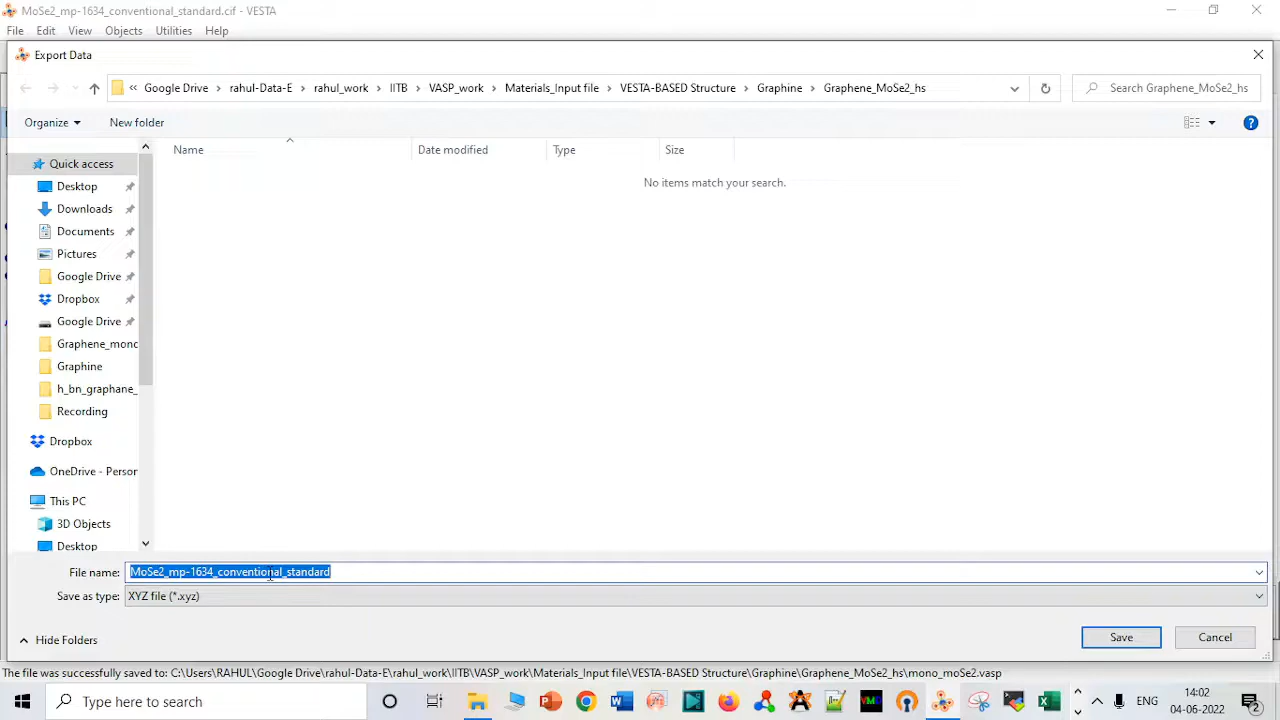 MoSe2_mp-1634_conventional_standard.cif - VESTA
File Edit View Objects Utilities Help
Export Data
« Google Drive › rahul-Data-E › rahul_work › IITB › VASP_work › Materials_Input file › VESTA-BASED Structure › Graphine › Graphene_MoSe2_hs
Search Graphene_MoSe2_hs
Organize New folder
Name Date modified Type Size
No items match your search.
Quick access
Desktop
Downloads
Documents
Pictures
Google Drive
Dropbox
Google Drive
Graphene_monc
Graphine
h_bn_graphane_
Recording
Dropbox
OneDrive - Person
This PC
3D Objects
Desktop
File name: MoSe2_mp-1634_conventional_standard
Save as type: XYZ file (*.xyz)
Hide Folders
Save Cancel
The file was successfully saved to: C:\Users\RAHUL\Google Drive\rahul-Data-E\rahul_work\IITB\VASP_work\Materials_Input file\VESTA-BASED Structure\Graphine\Graphene_MoSe2_hs\mono_moSe2.vasp
Type here to search
ENG
14:02
04-06-2022
2